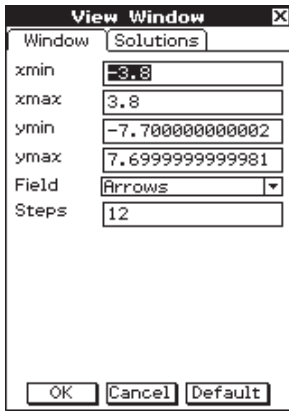 View Window X
Window Solutions
xmin -3.8
xmax 3.8
ymin -7.700000000002
ymax 7.6999999999981
Field Arrows
Steps 12
OK Cancel Default